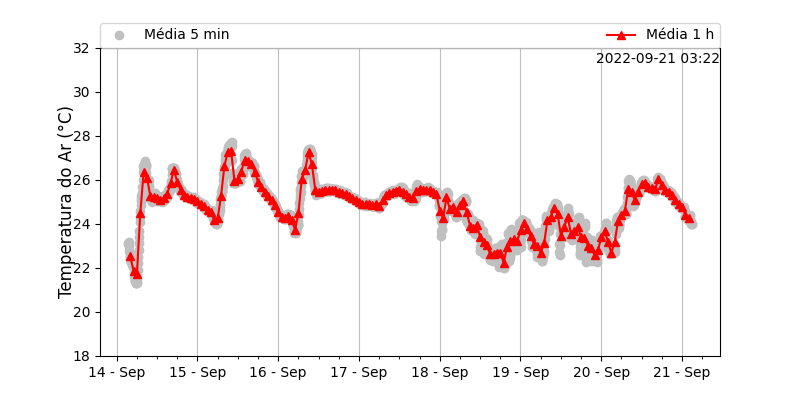 Média 5 min
Média 1 h
2022-09-21 03:22
Temperatura do Ar (°C)
32
30
28
26
24
22
20
18
14 - Sep
15 - Sep
16 - Sep
17 - Sep
18 - Sep
19 - Sep
20 - Sep
21 - Sep